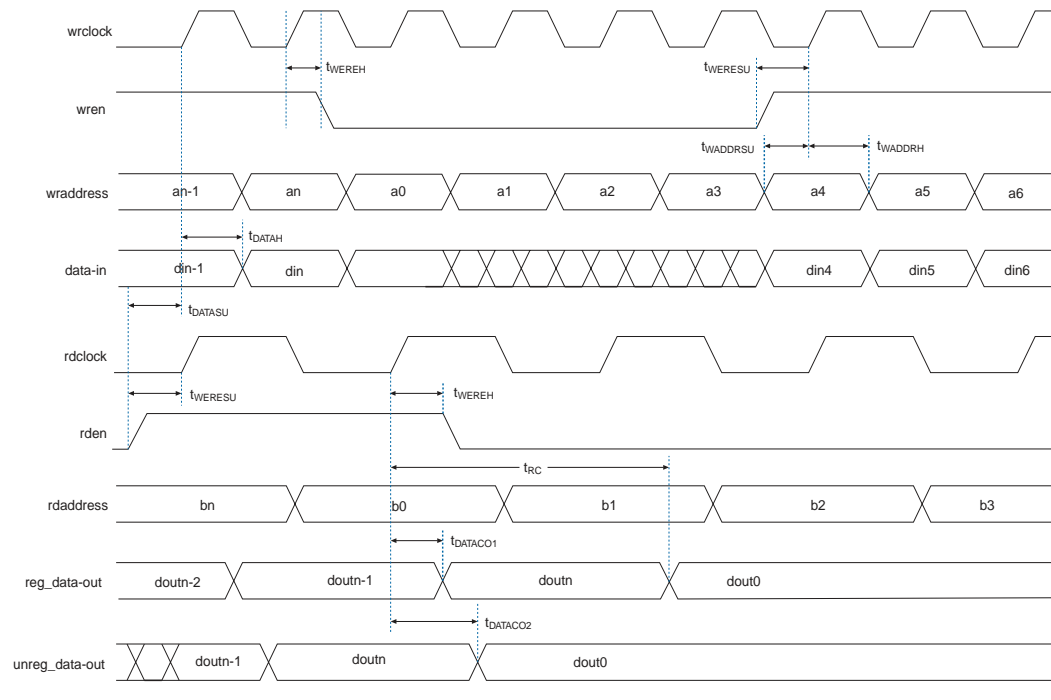 wrclock
tWEREH
tWERESU
wren
tWADDRSU
tWADDRH
wraddress an-1 an a0 a1 a2 a3 a4 a5 a6
tDATAH
data-in din-1 din din4 din5 din6
tDATASU
rdclock
tWERESU
tWEREH
rden
tRC
rdaddress bn b0 b1 b2 b3
tDATACO1
reg_data-out doutn-2 doutn-1 doutn dout0
tDATACO2
unreg_data-out doutn-1 doutn dout0